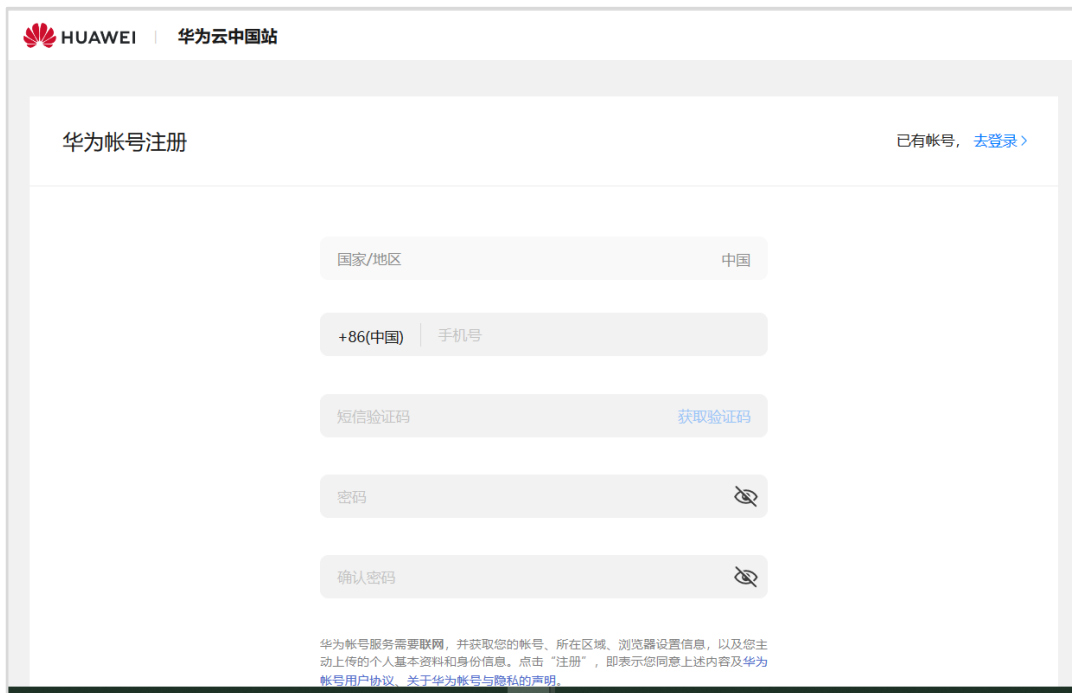 HUAWEI 华为云中国站
华为帐号注册 已有帐号， 去登录
国家/地区 中国
+86(中国) 手机号
短信验证码 获取验证码
密码
确认密码
华为帐号服务需要联网，并获取您的帐号、所在区域、浏览器设置信息，以及您主
动上传的个人基本资料和身份信息。点击“注册”，即表示您同意上述内容及华为
帐号用户协议、关于华为帐号与隐私的声明。